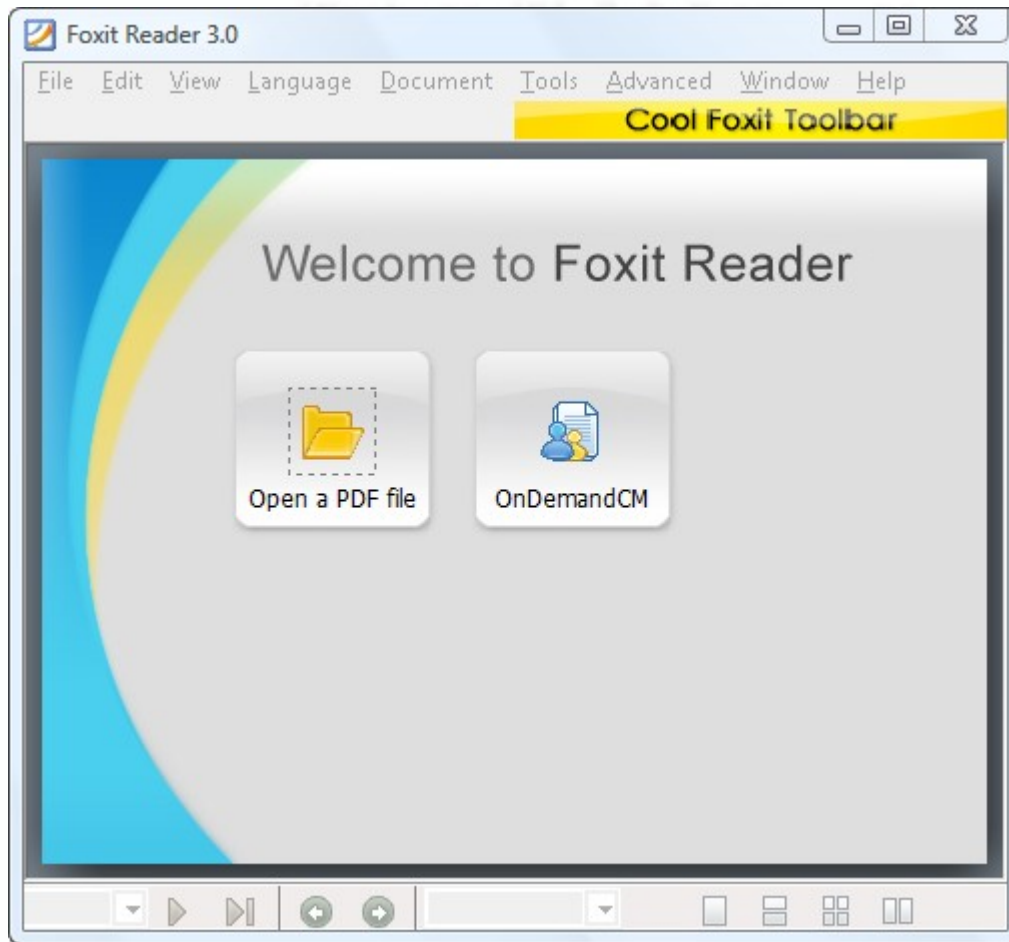 Foxit Reader 3.0
File Edit View Language Document Tools Advanced Window Help
Cool Foxit Toolbar
Welcome to Foxit Reader
Open a PDF file OnDemandCM